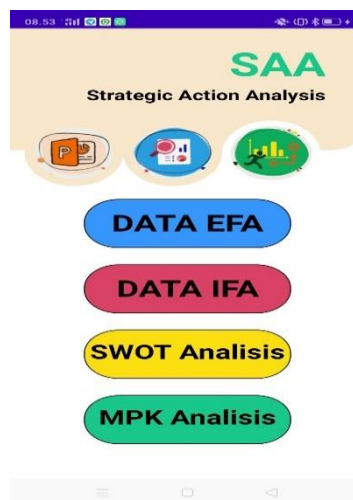 08.53
SAA
Strategic Action Analysis
P
DATA EFA
DATA IFA
SWOT Analisis
MPK Analisis